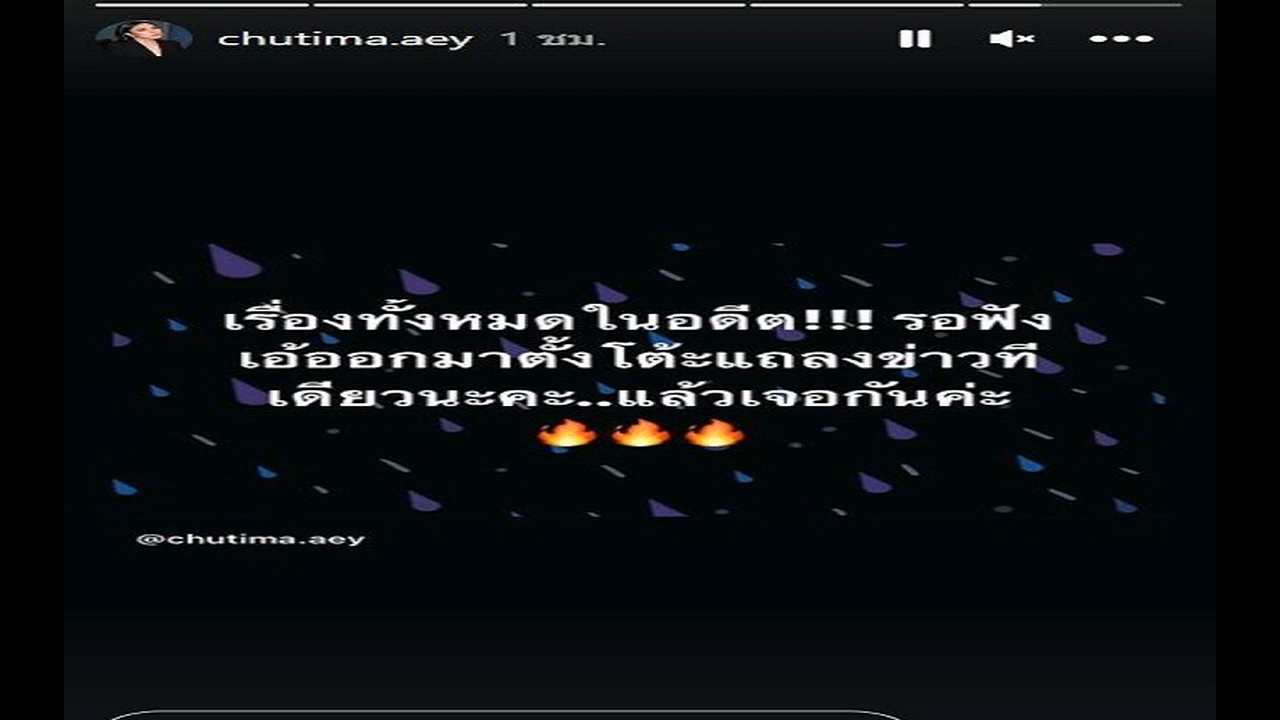 chutima.aey 1 ชม.
เรื่องทั้งหมดในอดีต!!! รอฟัง
เอ้ออกมาตั้งโต้ะแถลงข่าวที
เดียวนะคะ..แล้วเจอกันค่ะ
🔥🔥🔥
@chutima.aey